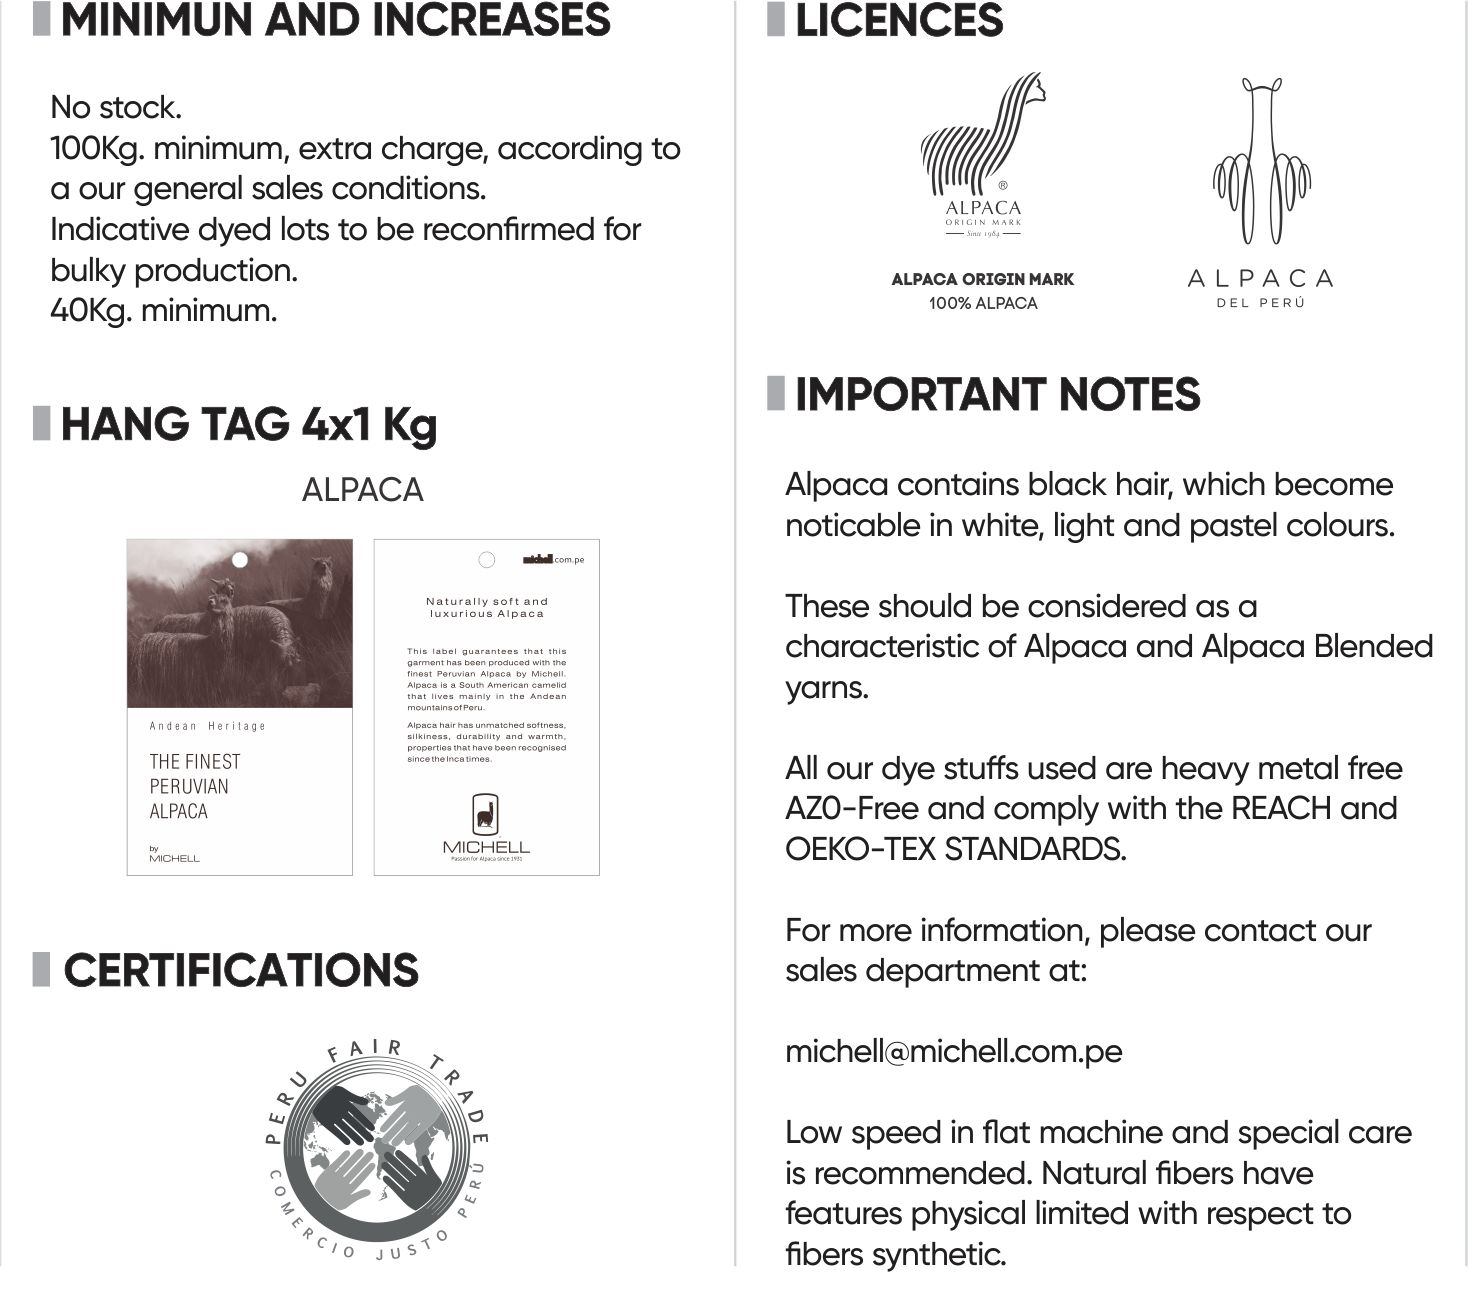 MINIMUN AND INCREASES
No stock.
100Kg. minimum, extra charge, according to
a our general sales conditions.
Indicative dyed lots to be reconfirmed for
bulky production.
40Kg. minimum.
HANG TAG 4x1 Kg
ALPACA
Andean Heritage
THE FINEST
PERUVIAN
ALPACA
by
MICHELL
michell.com.pe
Naturally soft and
luxurious Alpaca
This label guarantees that this
garment has been produced with the
finest Peruvian Alpaca by Michell.
Alpaca is a South American camelid
that lives mainly in the Andean
mountains of Peru.
Alpaca hair has unmatched softness,
silkiness, durability and warmth,
properties that have been recognised
since the Inca times.
MICHELL
Passion for Alpaca since 1931
CERTIFICATIONS
PERU FAIR TRADE
COMERCIO JUSTO PERÚ
LICENCES
®
ALPACA
ORIGIN MARK
Since 1984
ALPACA ORIGIN MARK
100% ALPACA
ALPACA
DEL PERÚ
IMPORTANT NOTES
Alpaca contains black hair, which become
noticable in white, light and pastel colours.
These should be considered as a
characteristic of Alpaca and Alpaca Blended
yarns.
All our dye stuffs used are heavy metal free
AZ0-Free and comply with the REACH and
OEKO-TEX STANDARDS.
For more information, please contact our
sales department at:
michell@michell.com.pe
Low speed in flat machine and special care
is recommended. Natural fibers have
features physical limited with respect to
fibers synthetic.